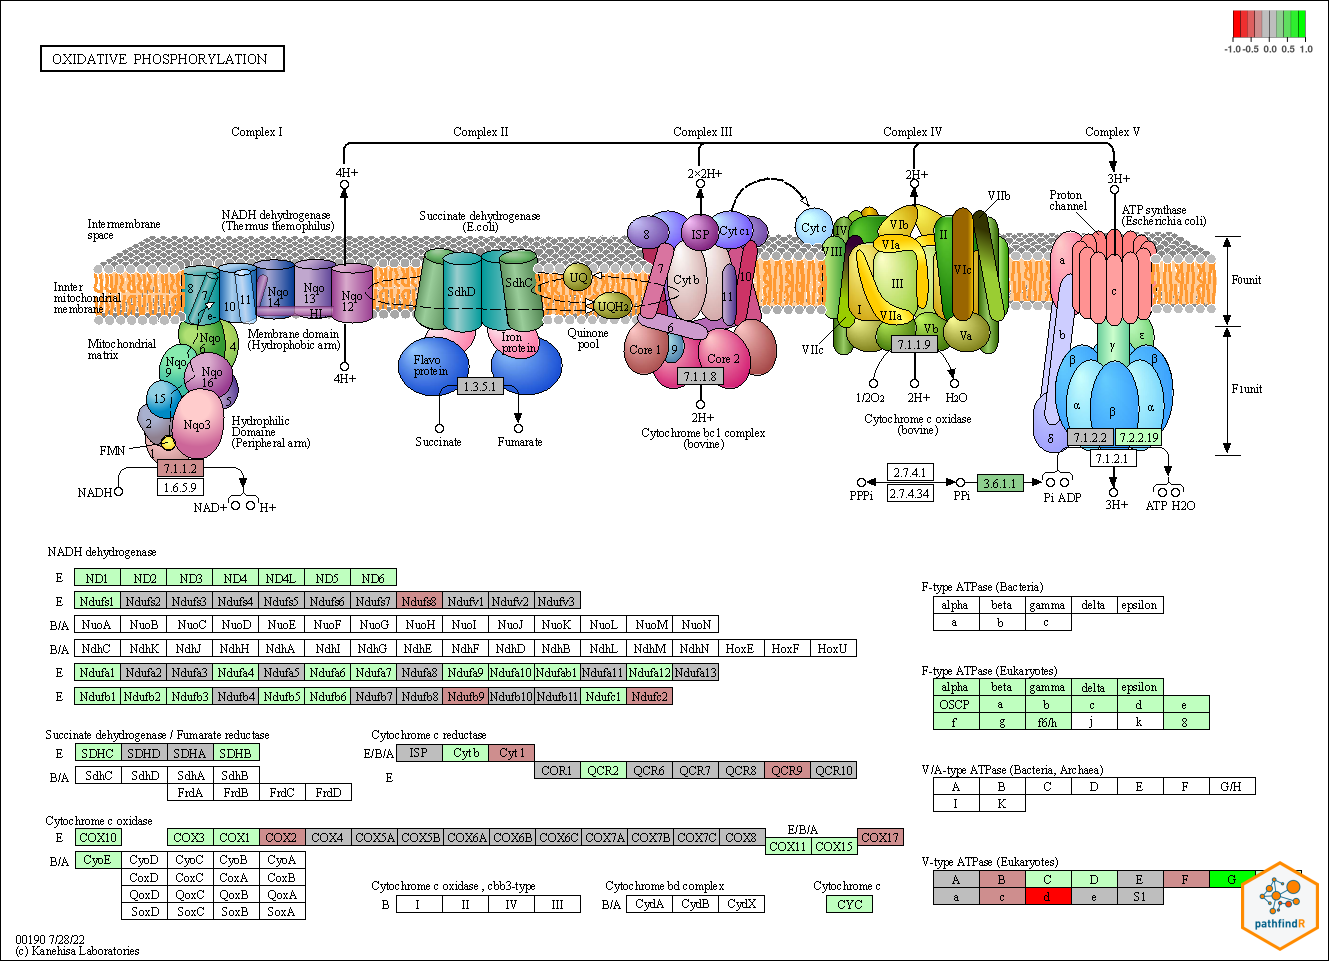 -1.0 -0.5 0.0 0.5 1.0
OXIDATIVE PHOSPHORYLATION
Complex I Complex II Complex III Complex IV Complex V
4H+ 2×2H+ 2H+ 3H+
Intermembrane
space
NADH dehydrogenase
(Thermus themophilus)
Succinate dehydrogenase
(E.coli)
8 ISP Cytc1 Cyt c
IV VIb II VIIb
VIII VIa III VIc
Proton
channel
ATP synthase
(Escherichia coli)
Innter
mitochondrial
membrane
8 7 e- 10 11 Nqo 14 Nqo 13 Nqo 12 HI
SdhD SdhC UQ UQH2
7 Cyt b 10 11 6
I VIIa Vb Va VIIc
a c b γ ε
F0unit
Mitochondrial
matrix
Membrane domain
(Hydrophobic arm)
Iron
protein
Quinone
pool
Core 1 9 Core 2
7.1.1.9
Nqo 6 4 Nqo 9 Nqo 16 15 5 2 Nqo3 1
Flavo
protein
1.3.5.1
7.1.1.8
β β α β α δ
F1unit
4H+
1/2O2 2H+ H2O
Hydrophilic
Domaine
(Peripheral arm)
FMN
Succinate Fumarate
2H+
Cytochrome bc1 complex
(bovine)
Cytochrome c oxidase
(bovine)
7.1.2.2 7.2.2.19
7.1.2.1
7.1.1.2
1.6.5.9
NADH NAD+ H+
PPPi 2.7.4.1 PPi 3.6.1.1 Pi ADP
2.7.4.34
3H+ ATP H2O
NADH dehydrogenase
E ND1 ND2 ND3 ND4 ND4L ND5 ND6
E Ndufs1 Ndufs2 Ndufs3 Ndufs4 Ndufs5 Ndufs6 Ndufs7 Ndufs8 Ndufv1 Ndufv2 Ndufv3
B/A NuoA NuoB NuoC NuoD NuoE NuoF NuoG NuoH NuoI NuoJ NuoK NuoL NuoM NuoN
B/A NdhC NdhK NdhJ NdhH NdhA NdhI NdhG NdhE NdhF NdhD NdhB NdhL NdhM NdhN HoxE HoxF HoxU
E Ndufa1 Ndufa2 Ndufa3 Ndufa4 Ndufa5 Ndufa6 Ndufa7 Ndufa8 Ndufa9 Ndufa10 Ndufab1 Ndufa11 Ndufa12 Ndufa13
E Ndufb1 Ndufb2 Ndufb3 Ndufb4 Ndufb5 Ndufb6 Ndufb7 Ndufb8 Ndufb9 Ndufb10 Ndufb11 Ndufc1 Ndufc2
Succinate dehydrogenase / Fumarate reductase
E SDHC SDHD SDHA SDHB
B/A SdhC SdhD SdhA SdhB
FrdA FrdB FrdC FrdD
Cytochrome c reductase
E/B/A ISP Cyt b Cyt 1
E COR1 QCR2 QCR6 QCR7 QCR8 QCR9 QCR10
Cytochrome c oxidase
E COX10 COX3 COX1 COX2 COX4 COX5A COX5B COX6A COX6B COX6C COX7A COX7B COX7C COX8 E/B/A COX11 COX15 COX17
B/A CyoE CyoD CyoC CyoB CyoA
CoxD CoxC CoxA CoxB
QoxD QoxC QoxB QoxA
SoxD SoxC SoxB SoxA
Cytochrome c oxidase , cbb3-type
B I II IV III
Cytochrome bd complex
B/A CydA CydB CydX
Cytochrome c
CYC
F-type ATPase (Bacteria)
alpha beta gamma delta epsilon
a b c
F-type ATPase (Eukaryotes)
alpha beta gamma delta epsilon
OSCP a b c d e
f g f6/h j k 8
V/A-type ATPase (Bacteria, Archaea)
A B C D E F G/H
I K
V-type ATPase (Eukaryotes)
A B C D E F G
a c d e S1
pathfindR
00190 7/28/22
(c) Kanehisa Laboratories